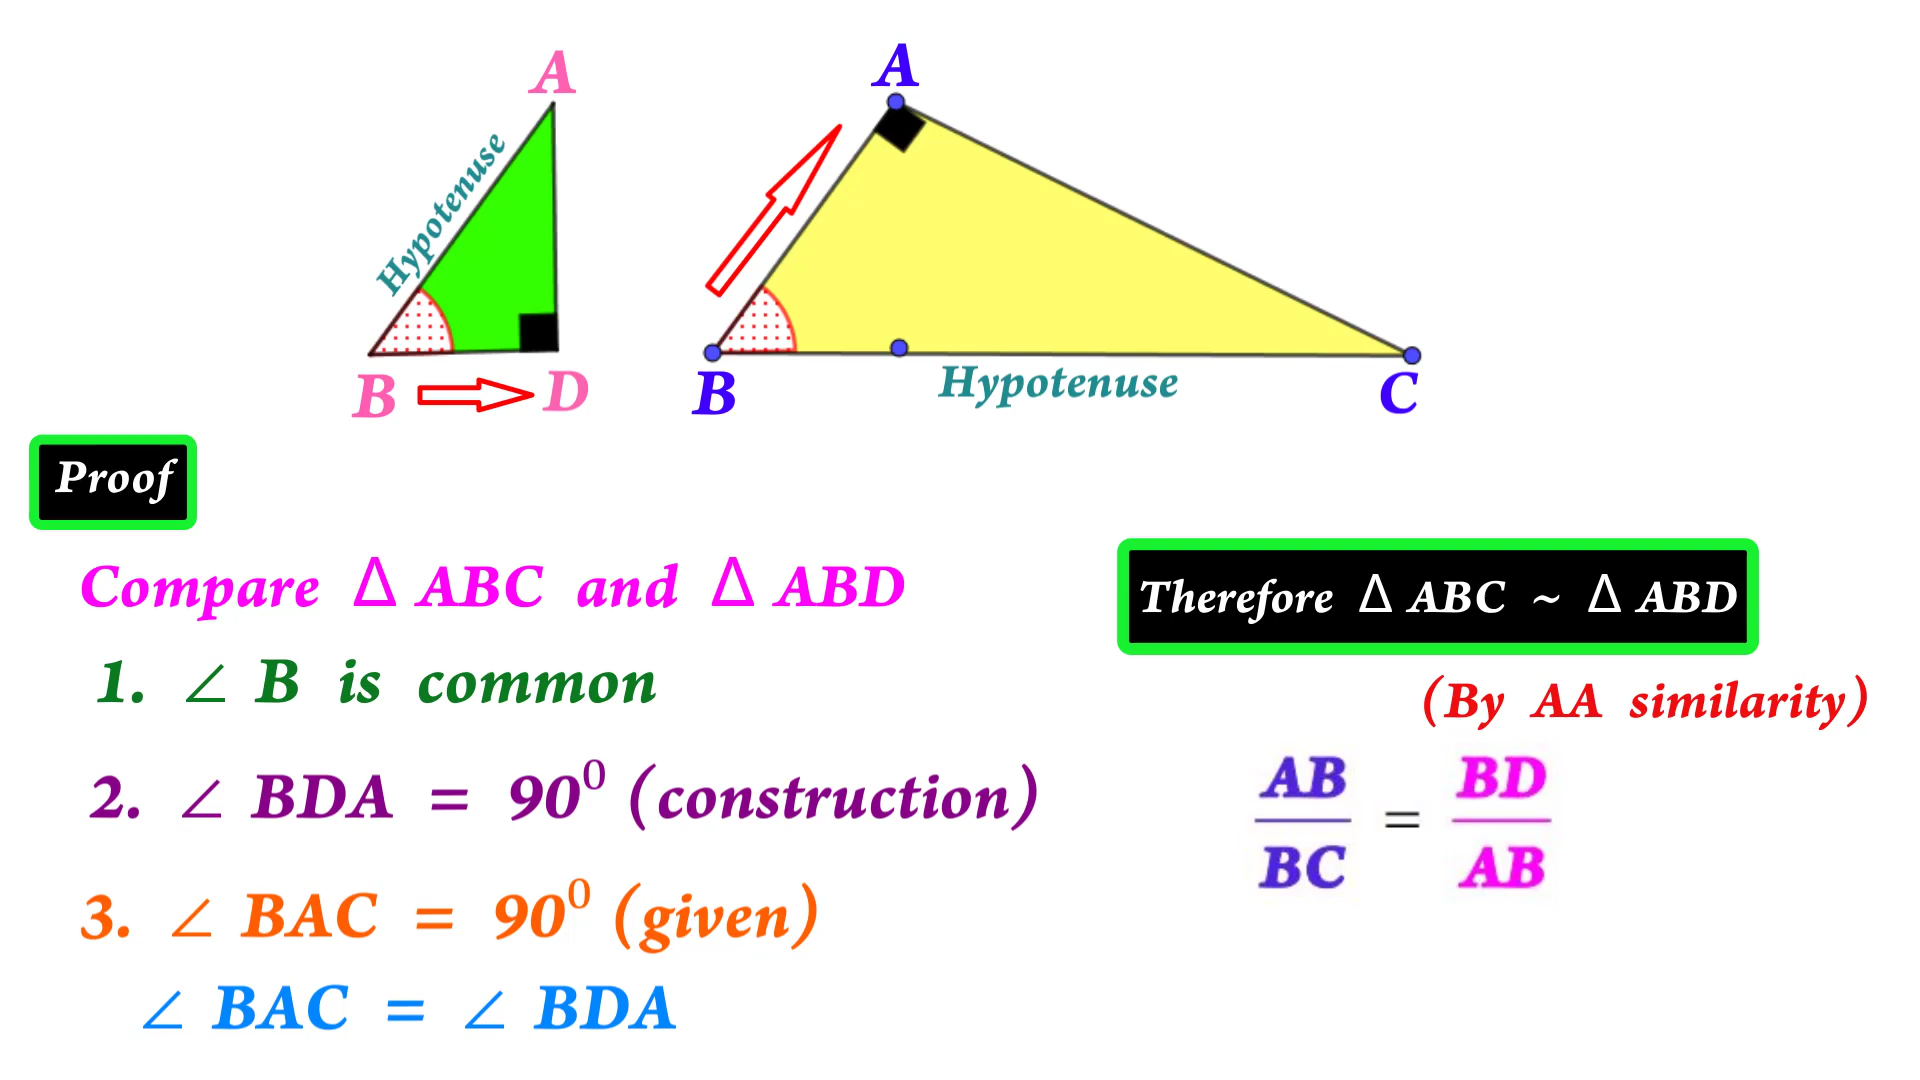 A
A
Hypotenuse
B
D
B
Hypotenuse
C
Proof
Compare Δ ABC and Δ ABD
1. ∠ B is common
2. ∠ BDA = 90⁰ (construction)
3. ∠ BAC = 90⁰ (given)
∠ BAC = ∠ BDA
Therefore Δ ABC ~ Δ ABD
(By AA similarity)
AB/BC = BD/AB